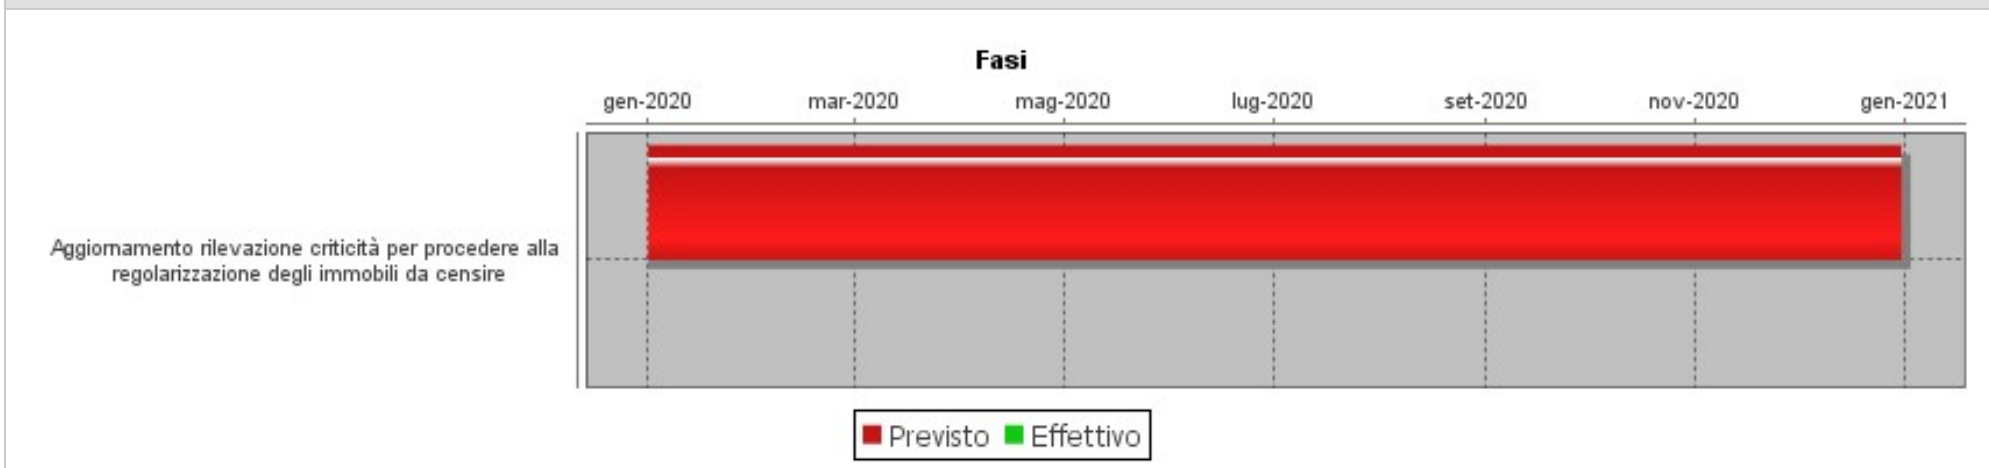 Fasi
gen-2020 mar-2020 mag-2020 lug-2020 set-2020 nov-2020 gen-2021
Aggiornamento rilevazione criticità per procedere alla
regolarizzazione degli immobili da censire
Previsto Effettivo